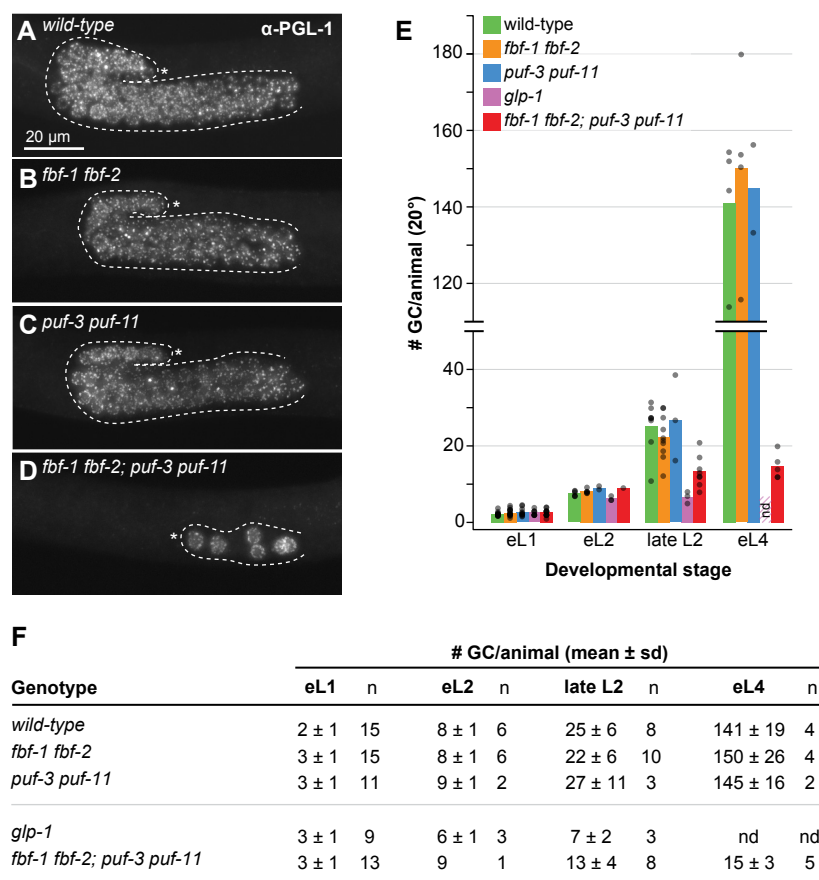 A wild-type α-PGL-1
*
20 µm
B fbf-1 fbf-2
*
C puf-3 puf-11
*
D fbf-1 fbf-2; puf-3 puf-11
*
E
wild-type
fbf-1 fbf-2
puf-3 puf-11
glp-1
fbf-1 fbf-2; puf-3 puf-11
# GC/animal (20°)
180
160
140
120
40
20
0
nd
eL1 eL2 late L2 eL4
Developmental stage
F
# GC/animal (mean ± sd)
Genotype eL1 n eL2 n late L2 n eL4 n
wild-type 2 ± 1 15 8 ± 1 6 25 ± 6 8 141 ± 19 4
fbf-1 fbf-2 3 ± 1 15 8 ± 1 6 22 ± 6 10 150 ± 26 4
puf-3 puf-11 3 ± 1 11 9 ± 1 2 27 ± 11 3 145 ± 16 2
glp-1 3 ± 1 9 6 ± 1 3 7 ± 2 3 nd nd
fbf-1 fbf-2; puf-3 puf-11 3 ± 1 13 9 1 13 ± 4 8 15 ± 3 5